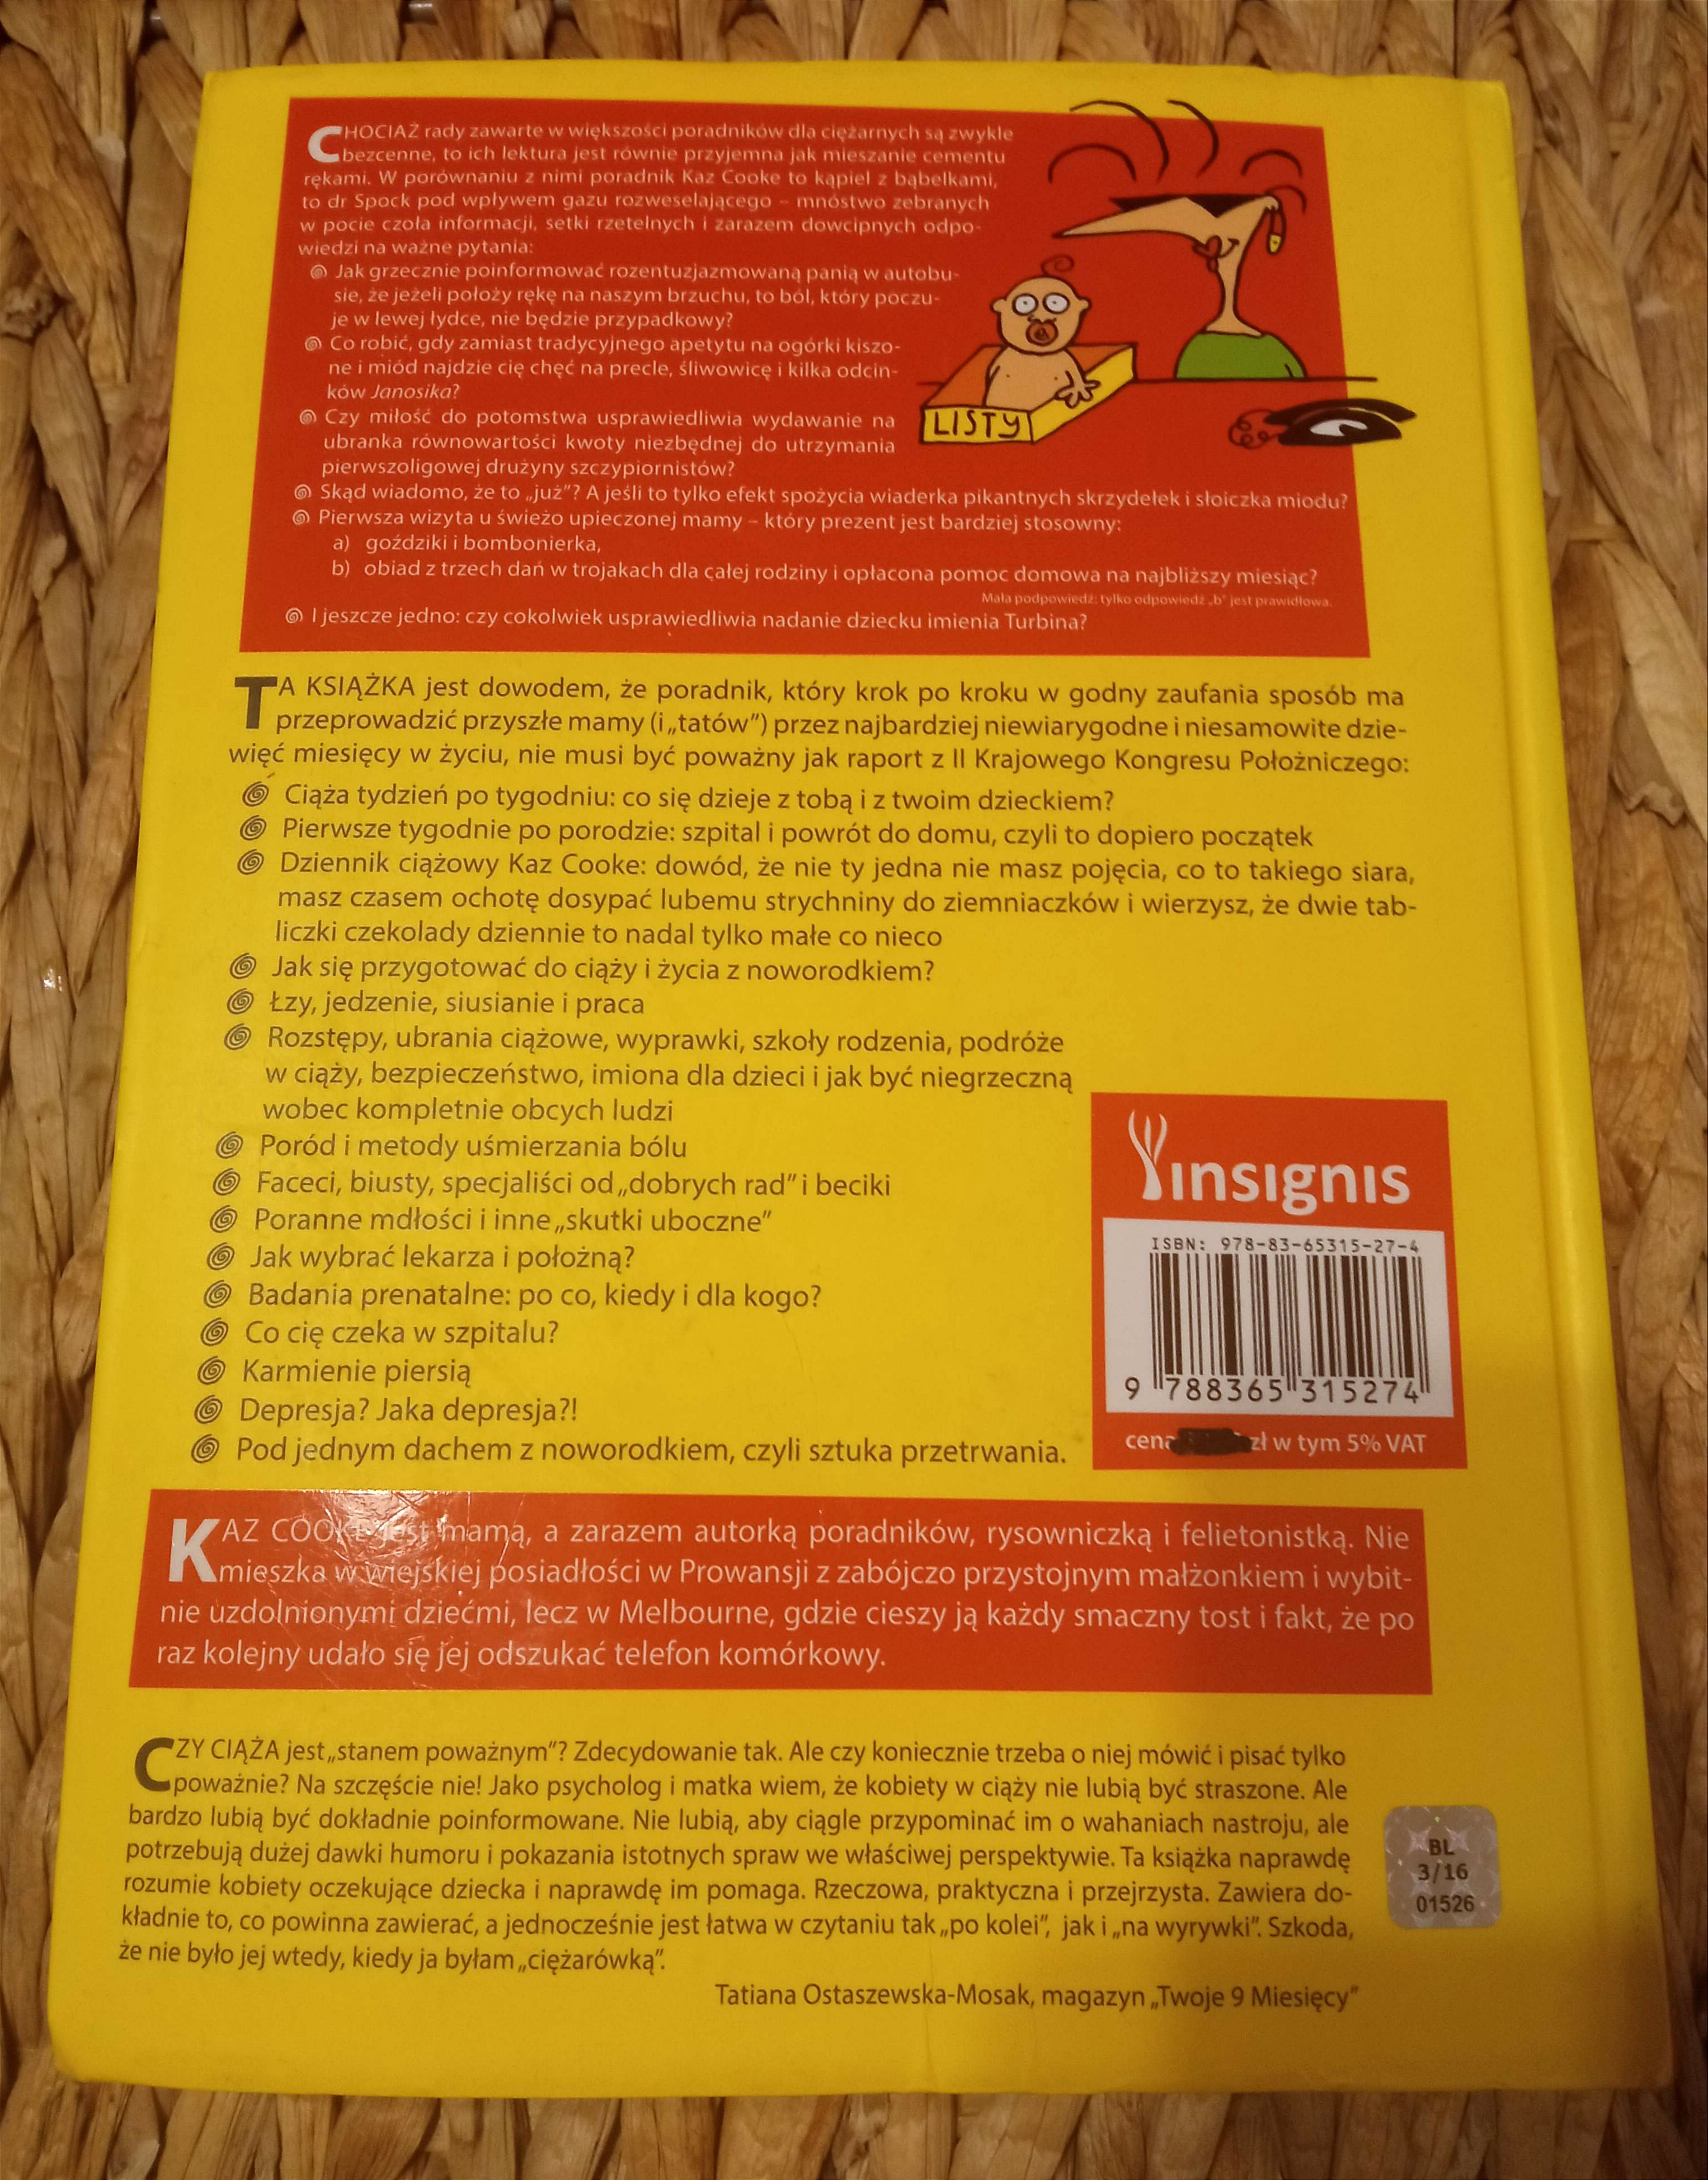 CHOCIAŻ rady zawarte w większości poradników dla ciężarnych są zwykle
bezcenne, to ich lektura jest równie przyjemna jak mieszanie cementu
rękami. W porównaniu z nimi poradnik Kaz Cooke to kąpiel z bąbelkami,
to dr Spock pod wpływem gazu rozweselającego – mnóstwo zebranych
w pocie czoła informacji, setki rzetelnych i zarazem dowcipnych odpo-
wiedzi na ważne pytania:
Jak grzecznie poinformować rozentuzjazmowaną panią w autobu-
sie, że jeżeli położy rękę na naszym brzuchu, to ból, który poczu-
je w lewej łydce, nie będzie przypadkowy?
Co robić, gdy zamiast tradycyjnego apetytu na ogórki kiszo-
ne i miód najdzie cię chęć na precle, śliwowicę i kilka odcin-
ków Janosika?
Czy miłość do potomstwa usprawiedliwia wydawanie na
ubranka równowartości kwoty niezbędnej do utrzymania
pierwszoligowej drużyny szczypiornistów?
LISTY
Skąd wiadomo, że to „już”? A jeśli to tylko efekt spożycia wiaderka pikantnych skrzydełek i słoiczka miodu?
Pierwsza wizyta u świeżo upieczonej mamy – który prezent jest bardziej stosowny:
a) goździki i bombonierka,
b) obiad z trzech dań w trojakach dla całej rodziny i opłacona pomoc domowa na najbliższy miesiąc?
Mała podpowiedź: tylko odpowiedź „b” jest prawidłowa.
I jeszcze jedno: czy cokolwiek usprawiedliwia nadanie dziecku imienia Turbina?
TA KSIĄŻKA jest dowodem, że poradnik, który krok po kroku w godny zaufania sposób ma
przeprowadzić przyszłe mamy (i „tatów”) przez najbardziej niewiarygodne i niesamowite dzie-
więć miesięcy w życiu, nie musi być poważny jak raport z II Krajowego Kongresu Położniczego:
Ciąża tydzień po tygodniu: co się dzieje z tobą i z twoim dzieckiem?
Pierwsze tygodnie po porodzie: szpital i powrót do domu, czyli to dopiero początek
Dziennik ciążowy Kaz Cooke: dowód, że nie ty jedna nie masz pojęcia, co to takiego siara,
masz czasem ochotę dosypać lubemu strychniny do ziemniaczków i wierzysz, że dwie tab-
liczki czekolady dziennie to nadal tylko małe co nieco
Jak się przygotować do ciąży i życia z noworodkiem?
Łzy, jedzenie, siusianie i praca
Rozstępy, ubrania ciążowe, wyprawki, szkoły rodzenia, podróże
w ciąży, bezpieczeństwo, imiona dla dzieci i jak być niegrzeczną
wobec kompletnie obcych ludzi
Poród i metody uśmierzania bólu
Faceci, biusty, specjaliści od „dobrych rad” i beciki
Poranne mdłości i inne „skutki uboczne”
Jak wybrać lekarza i położną?
Badania prenatalne: po co, kiedy i dla kogo?
Co cię czeka w szpitalu?
Karmienie piersią
Depresja? Jaka depresja?!
Pod jednym dachem z noworodkiem, czyli sztuka przetrwania.
insignis
ISBN: 978-83-65315-27-4
9 788365 315274
cena zł w tym 5% VAT
KAZ COOKE jest mamą, a zarazem autorką poradników, rysowniczką i felietonistką. Nie
mieszka w wiejskiej posiadłości w Prowansji z zabójczo przystojnym małżonkiem i wybit-
nie uzdolnionymi dziećmi, lecz w Melbourne, gdzie cieszy ją każdy smaczny tost i fakt, że po
raz kolejny udało się jej odszukać telefon komórkowy.
CZY CIĄŻA jest „stanem poważnym”? Zdecydowanie tak. Ale czy koniecznie trzeba o niej mówić i pisać tylko
poważnie? Na szczęście nie! Jako psycholog i matka wiem, że kobiety w ciąży nie lubią być straszone. Ale
bardzo lubią być dokładnie poinformowane. Nie lubią, aby ciągle przypominać im o wahaniach nastroju, ale
potrzebują dużej dawki humoru i pokazania istotnych spraw we właściwej perspektywie. Ta książka naprawdę
rozumie kobiety oczekujące dziecka i naprawdę im pomaga. Rzeczowa, praktyczna i przejrzysta. Zawiera do-
kładnie to, co powinna zawierać, a jednocześnie jest łatwa w czytaniu tak „po kolei”, jak i „na wyrywki”. Szkoda,
że nie było jej wtedy, kiedy ja byłam „ciężarówką”.
Tatiana Ostaszewska-Mosak, magazyn „Twoje 9 Miesięcy”
BL
3/16
01526